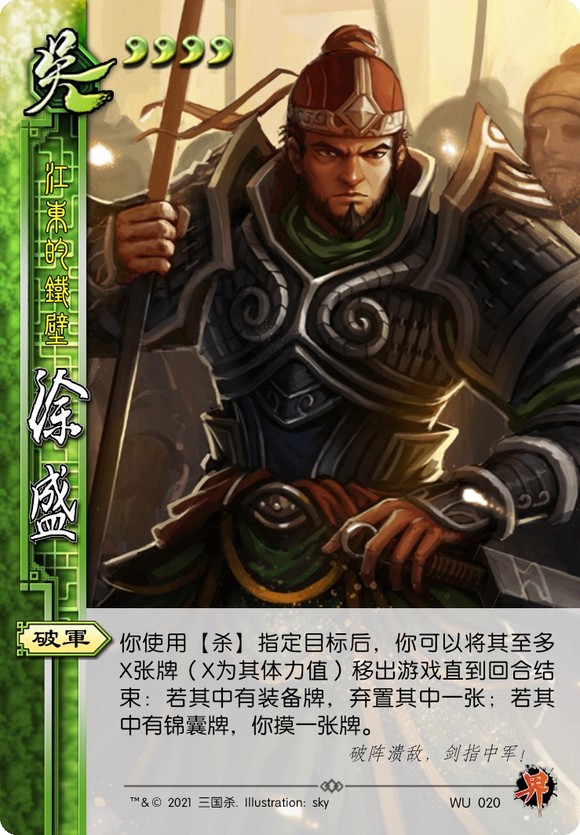 吴
江東的鐵壁
徐盛
破軍
你使用【杀】指定目标后，你可以将其至多
X张牌（X为其体力值）移出游戏直到回合结
束：若其中有装备牌，弃置其中一张；若其
中有锦囊牌，你摸一张牌。
破阵溃敌，剑指中军！
™&© 2021 三国杀. Illustration: sky
WU 020
界